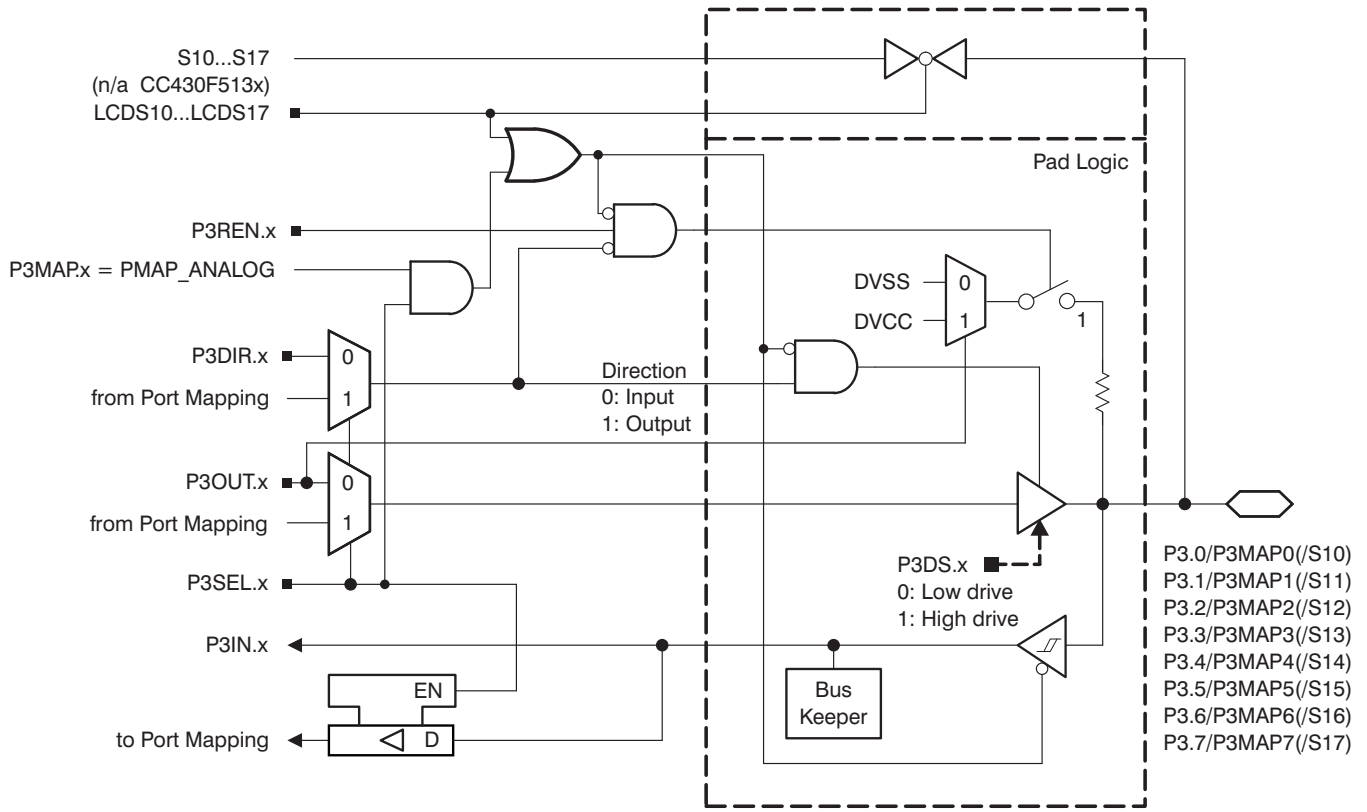 S10...S17
(n/a CC430F513x)
LCDS10...LCDS17
Pad Logic
P3REN.x
P3MAP.x = PMAP_ANALOG
DVSS
0
DVCC
1
1
P3DIR.x
0
from Port Mapping
1
Direction
0: Input
1: Output
P3OUT.x
0
from Port Mapping
1
P3SEL.x
P3DS.x
0: Low drive
1: High drive
P3IN.x
EN
D
to Port Mapping
Bus
Keeper
P3.0/P3MAP0(/S10)
P3.1/P3MAP1(/S11)
P3.2/P3MAP2(/S12)
P3.3/P3MAP3(/S13)
P3.4/P3MAP4(/S14)
P3.5/P3MAP5(/S15)
P3.6/P3MAP6(/S16)
P3.7/P3MAP7(/S17)